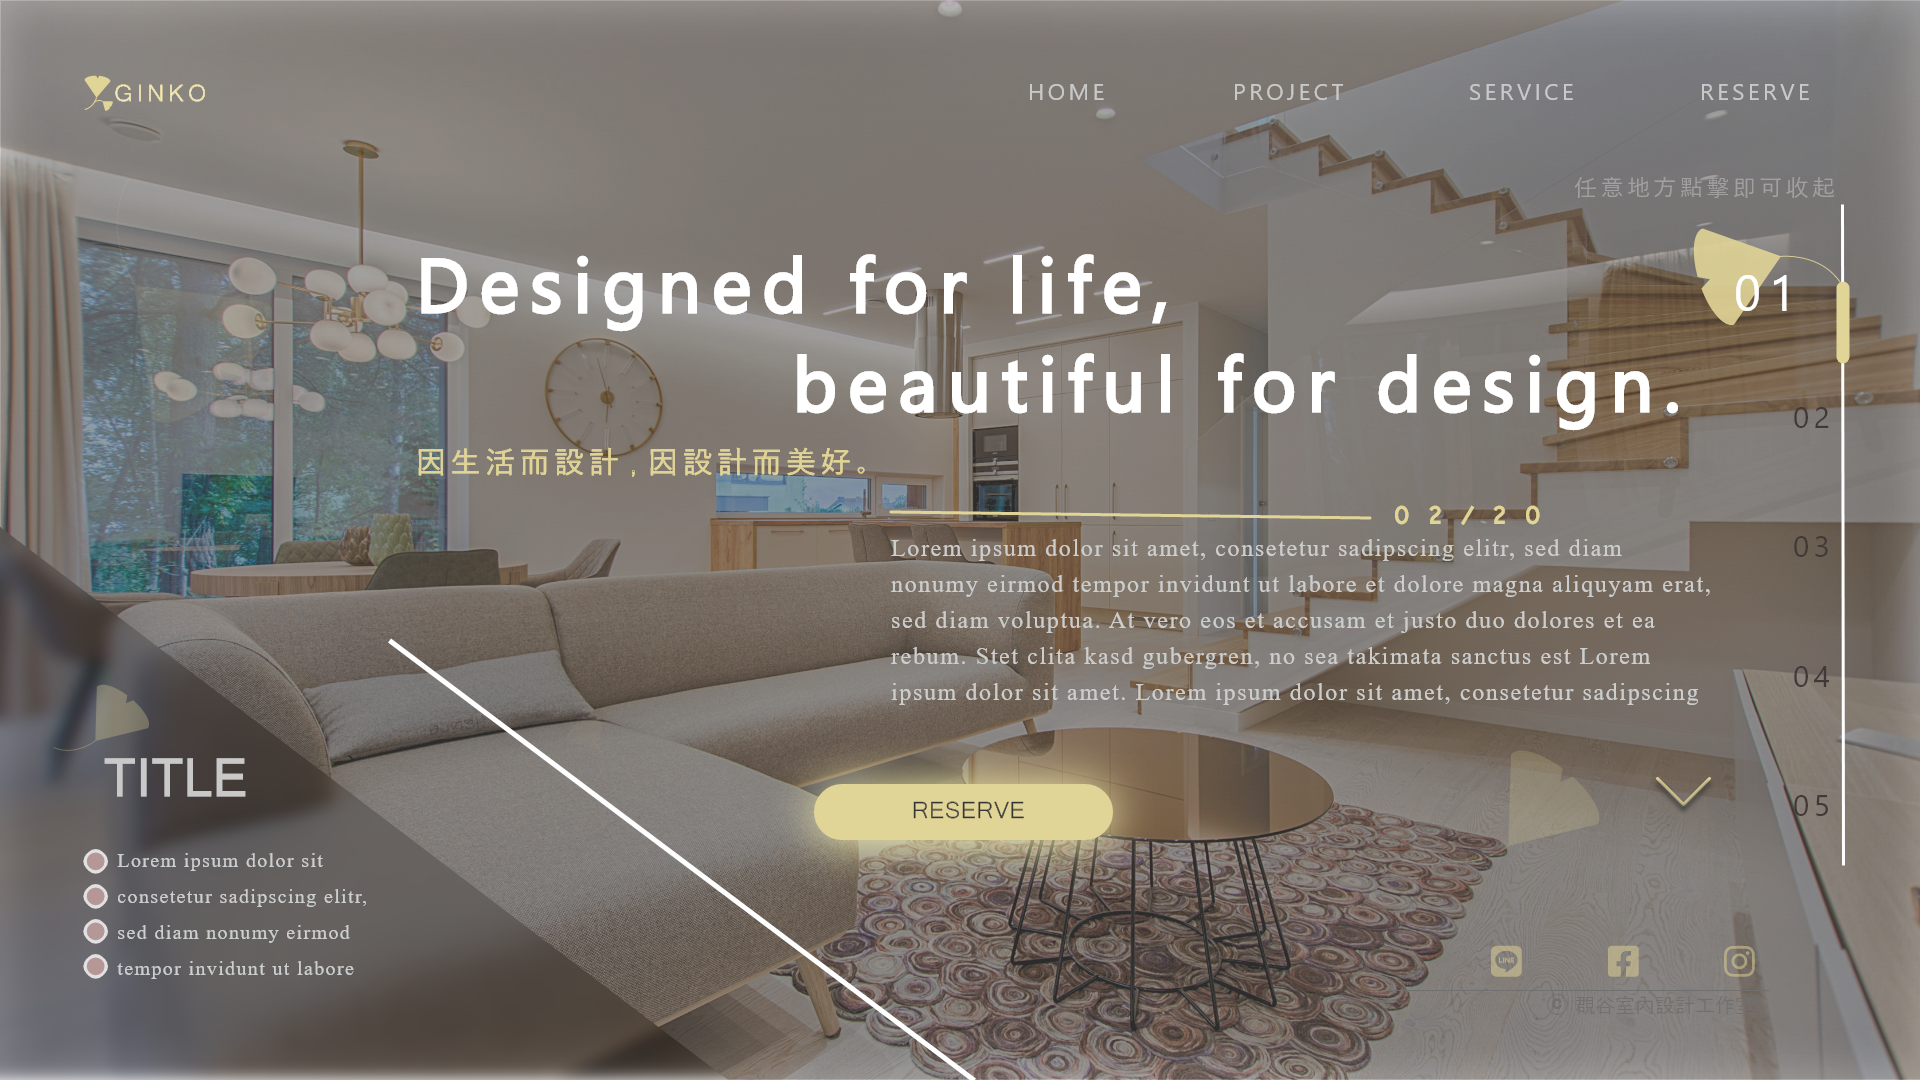 GINKO
HOME
PROJECT
SERVICE
RESERVE
任意地方點擊即可收起
Designed for life,
beautiful for design.
因生活而設計,因設計而美好。
01
02
03
04
05
02/20
Lorem ipsum dolor sit amet, consetetur sadipscing elitr, sed diam
nonumy eirmod tempor invidunt ut labore et dolore magna aliquyam erat,
sed diam voluptua. At vero eos et accusam et justo duo dolores et ea
rebum. Stet clita kasd gubergren, no sea takimata sanctus est Lorem
ipsum dolor sit amet. Lorem ipsum dolor sit amet, consetetur sadipscing
TITLE
Lorem ipsum dolor sit
consetetur sadipscing elitr,
sed diam nonumy eirmod
tempor invidunt ut labore
RESERVE
LINE
谷室內設計工作室